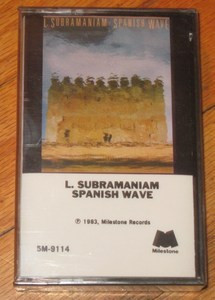 L. SUBRAMANIAM · SPANISH WAVE
L. SUBRAMANIAM
SPANISH WAVE
℗ 1983, Milestone Records
5M-9114
Milestone